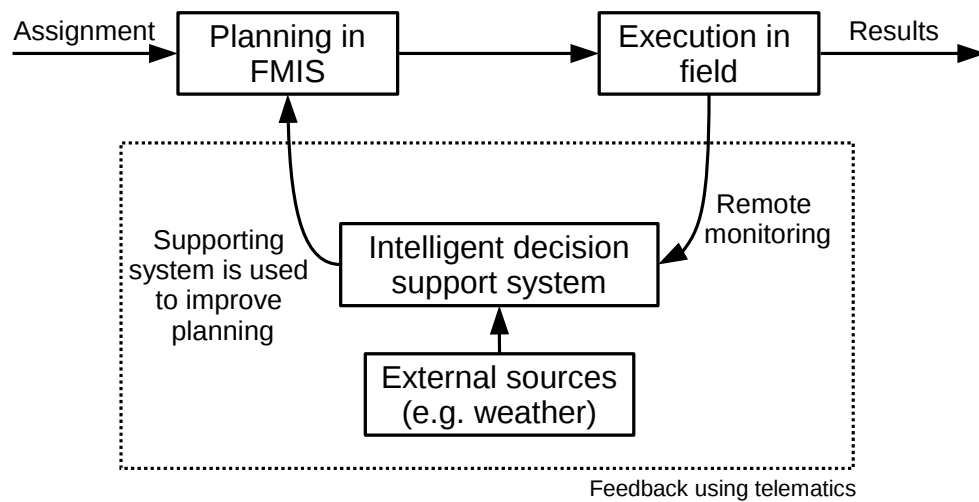 Assignment
Planning in
FMIS
Execution in
field
Results
Remote
monitoring
Supporting
system is used
to improve
planning
Intelligent decision
support system
External sources
(e.g. weather)
Feedback using telematics